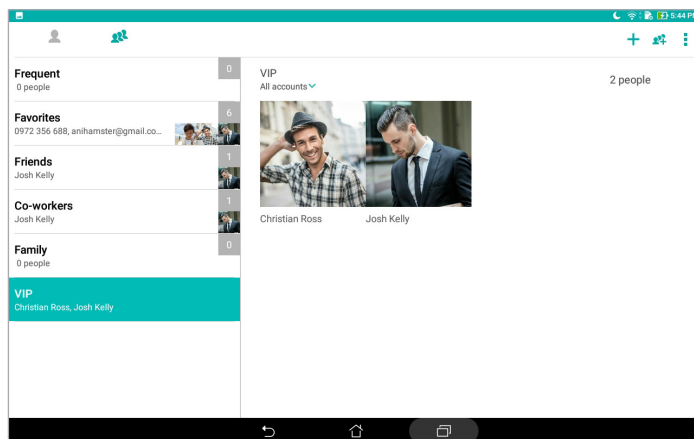 5:44 PM
Frequent
0
0 people
Favorites
6
0972 356 688, anihamster@gmail.co...
Friends
1
Josh Kelly
Co-workers
1
Josh Kelly
Family
0
0 people
VIP
Christian Ross, Josh Kelly
VIP
All accounts
2 people
Christian Ross
Josh Kelly